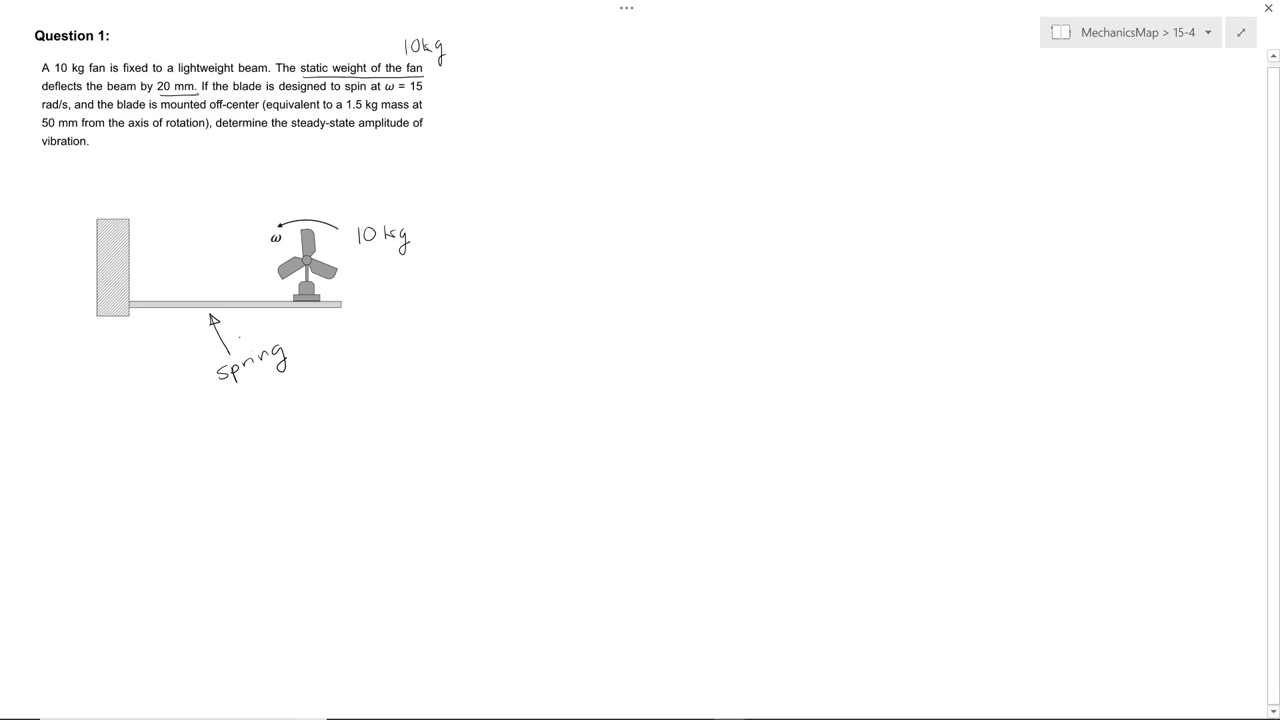 MechanicsMap > 15-4
Question 1:
10kg
A 10 kg fan is fixed to a lightweight beam. The static weight of the fan
deflects the beam by 20 mm. If the blade is designed to spin at ω = 15
rad/s, and the blade is mounted off-center (equivalent to a 1.5 kg mass at
50 mm from the axis of rotation), determine the steady-state amplitude of
vibration.
ω
10 kg
spring